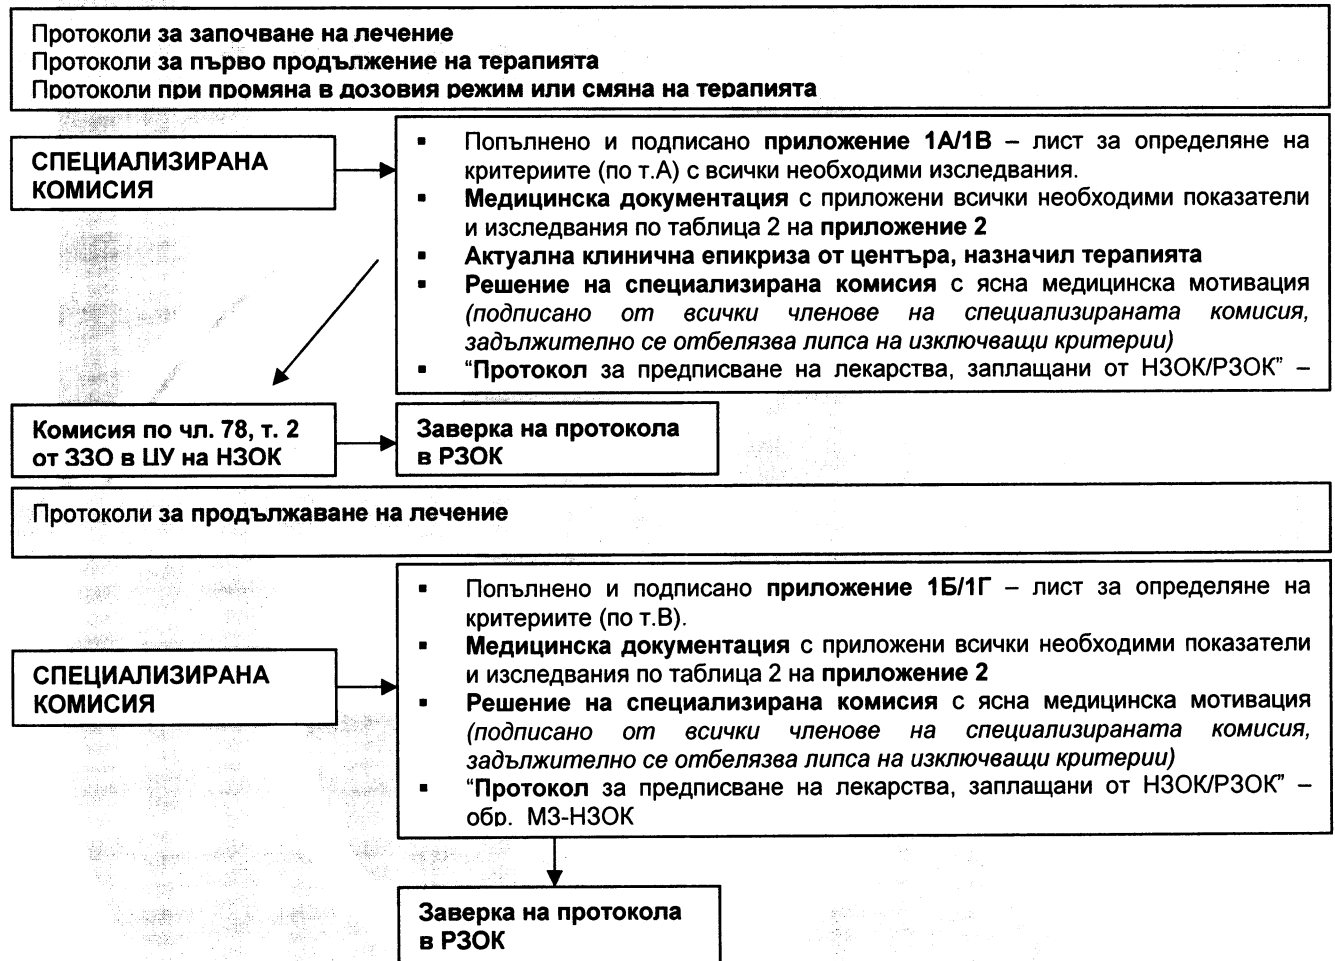 Протоколи за започване на лечение
Протоколи за първо продължение на терапията
Протоколи при промяна в дозовия режим или смяна на терапията
СПЕЦИАЛИЗИРАНА
КОМИСИЯ
▪ Попълнено и подписано приложение 1А/1В – лист за определяне на
критериите (по т.А) с всички необходими изследвания.
▪ Медицинска документация с приложени всички необходими показатели
и изследвания по таблица 2 на приложение 2
▪ Актуална клинична епикриза от центъра, назначил терапията
▪ Решение на специализирана комисия с ясна медицинска мотивация
(подписано от всички членове на специализираната комисия,
задължително се отбелязва липса на изключващи критерии)
▪ “Протокол за предписване на лекарства, заплащани от НЗОК/РЗОК” –
Комисия по чл. 78, т. 2
от ЗЗО в ЦУ на НЗОК
Заверка на протокола
в РЗОК
Протоколи за продължаване на лечение
▪ Попълнено и подписано приложение 1Б/1Г – лист за определяне на
критериите (по т.В).
▪ Медицинска документация с приложени всички необходими показатели
и изследвания по таблица 2 на приложение 2
СПЕЦИАЛИЗИРАНА
КОМИСИЯ
▪ Решение на специализирана комисия с ясна медицинска мотивация
(подписано от всички членове на специализираната комисия,
задължително се отбелязва липса на изключващи критерии)
▪ “Протокол за предписване на лекарства, заплащани от НЗОК/РЗОК” –
обр. МЗ-НЗОК
Заверка на протокола
в РЗОК